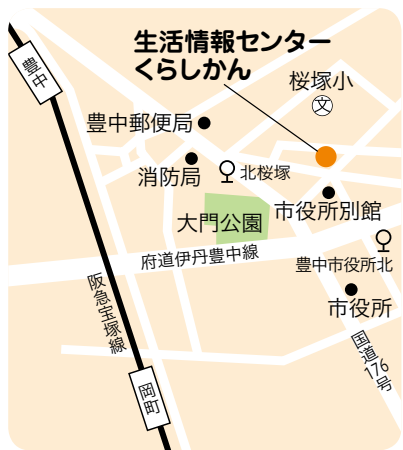 生活情報センター
くらしかん
豊中
桜塚小
文
豊中郵便局
消防局
北桜塚
市役所別館
大門公園
府道伊丹豊中線
豊中市役所北
市役所
阪急宝塚線
国道176号
岡町